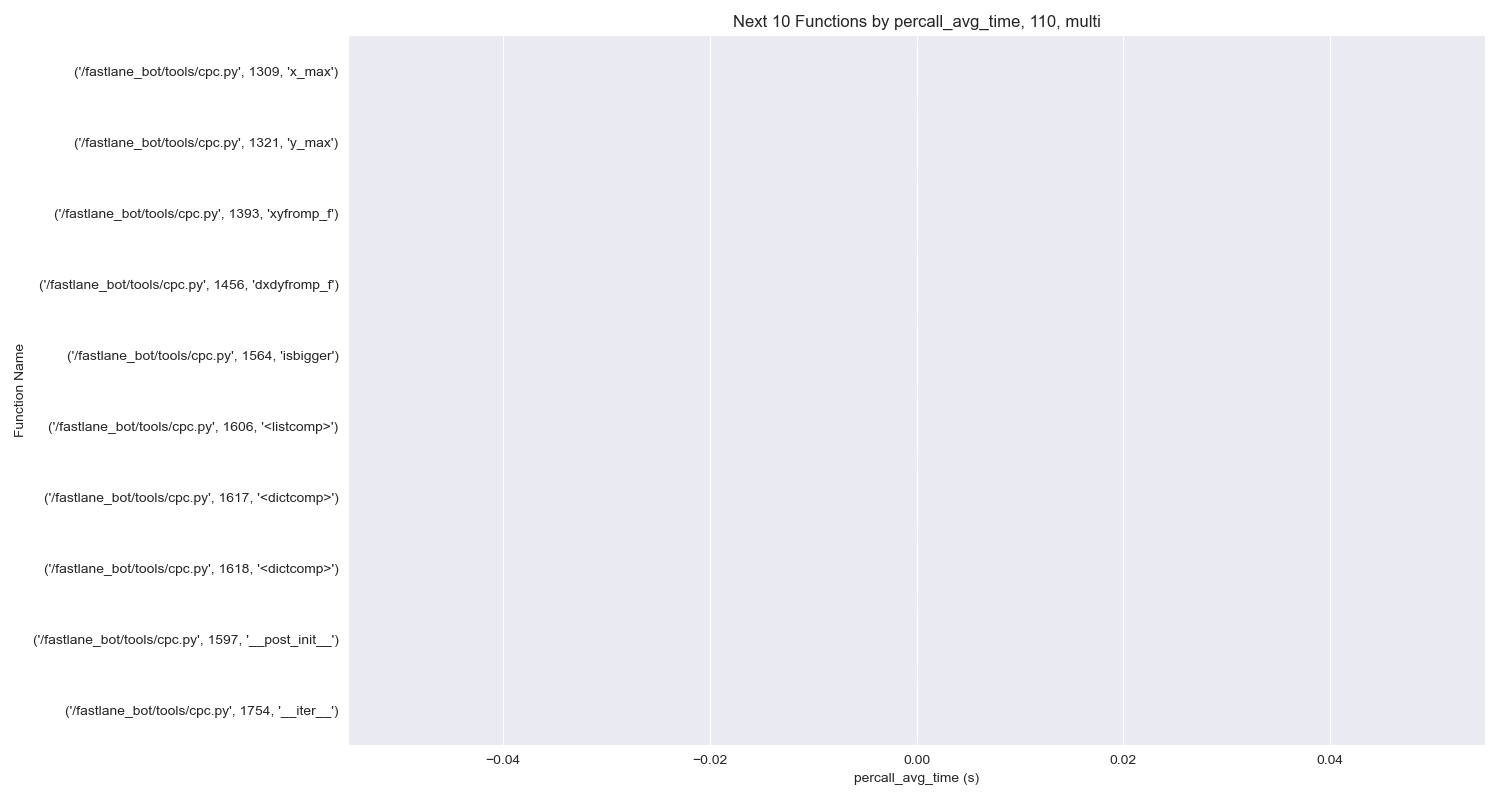 Next 10 Functions by percall_avg_time, 110, multi
Function Name
('/fastlane_bot/tools/cpc.py', 1309, 'x_max')
('/fastlane_bot/tools/cpc.py', 1321, 'y_max')
('/fastlane_bot/tools/cpc.py', 1393, 'xyfromp_f')
('/fastlane_bot/tools/cpc.py', 1456, 'dxdyfromp_f')
('/fastlane_bot/tools/cpc.py', 1564, 'isbigger')
('/fastlane_bot/tools/cpc.py', 1606, '<listcomp>')
('/fastlane_bot/tools/cpc.py', 1617, '<dictcomp>')
('/fastlane_bot/tools/cpc.py', 1618, '<dictcomp>')
('/fastlane_bot/tools/cpc.py', 1597, '__post_init__')
('/fastlane_bot/tools/cpc.py', 1754, '__iter__')
−0.04 −0.02 0.00 0.02 0.04
percall_avg_time (s)